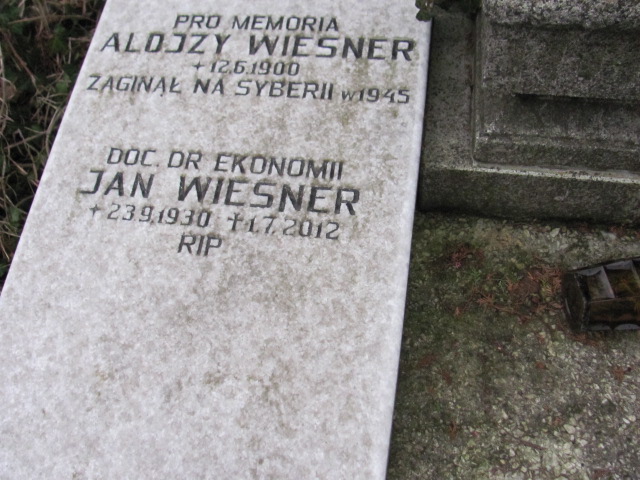 PRO MEMORIA
ALOJZY WIESNER
+12.6.1900
ZAGINĄŁ NA SYBERII W 1945
DOC. DR EKONOMII
JAN WIESNER
+23.9.1930 +1.7.2012
RIP